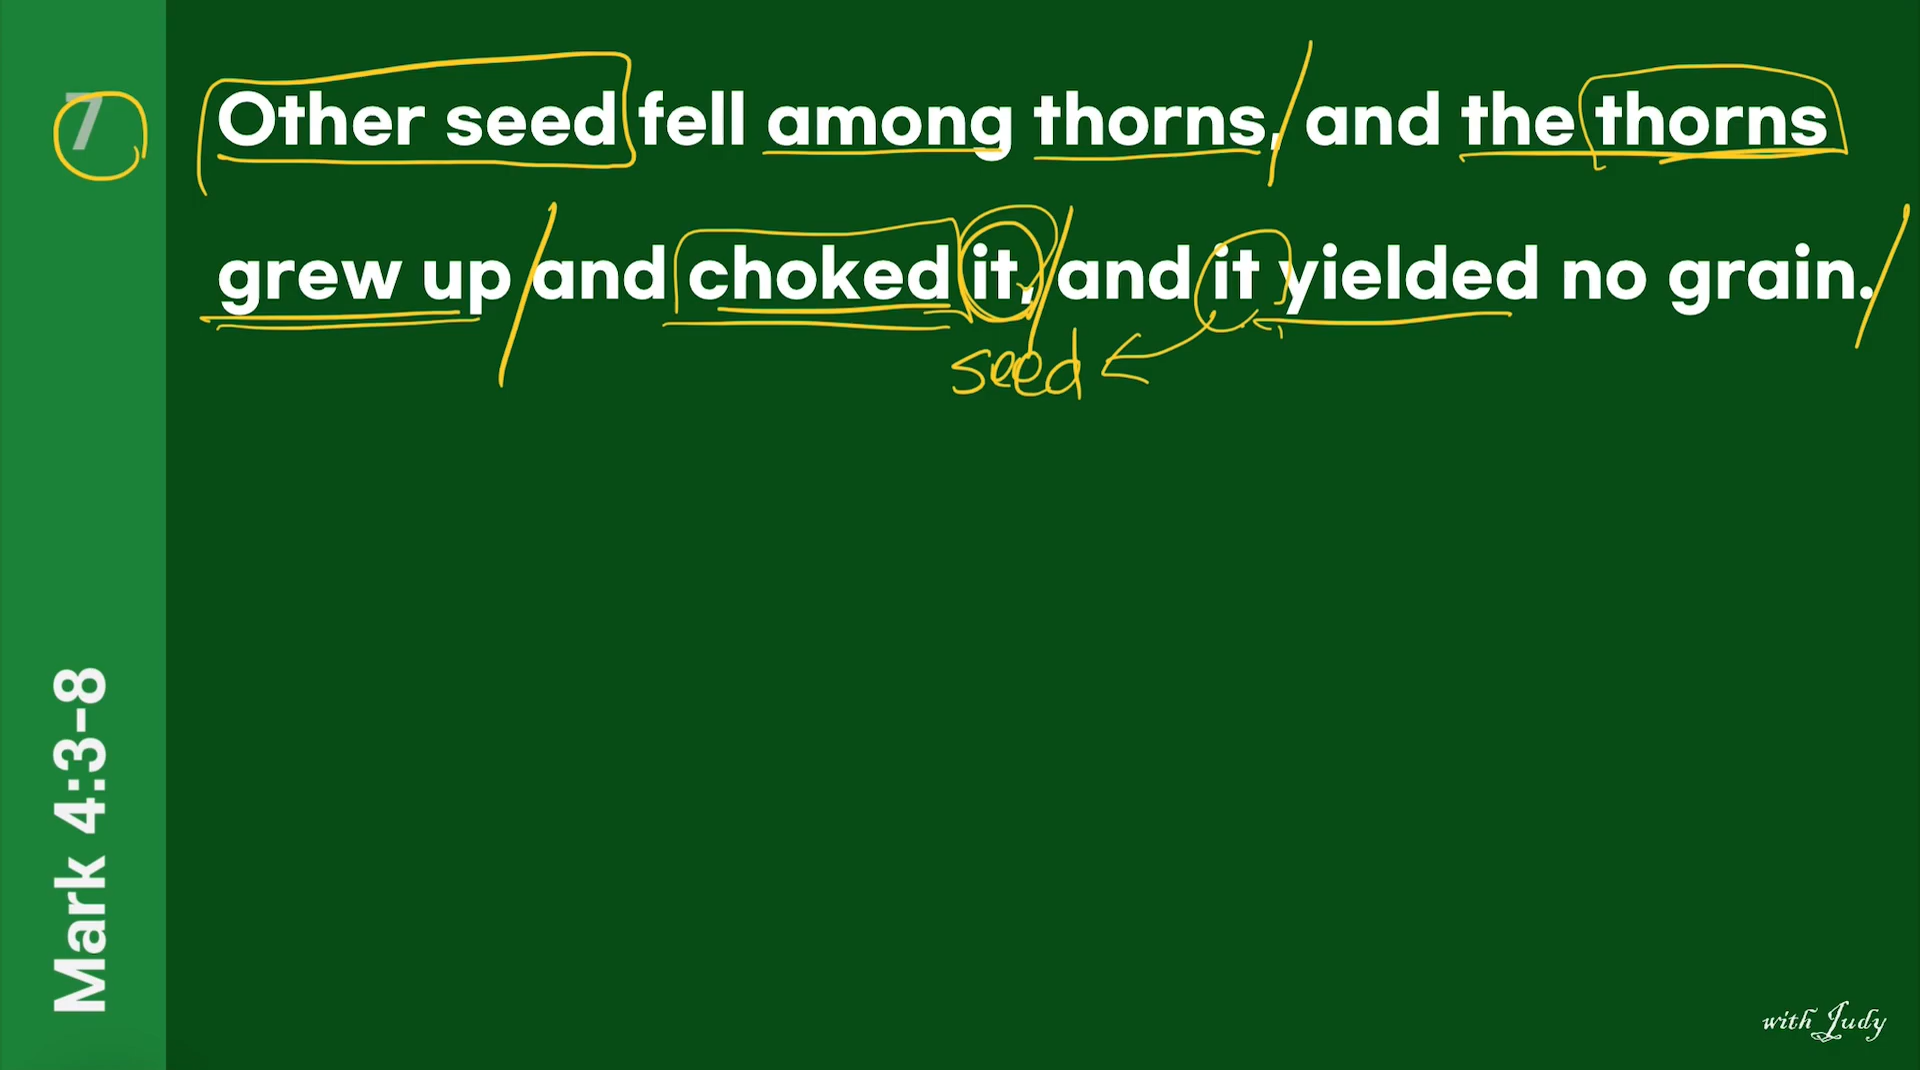 7
Other seed fell among thorns, and the thorns
grew up and choked it, and it yielded no grain.
seed
Mark 4:3-8
with Judy